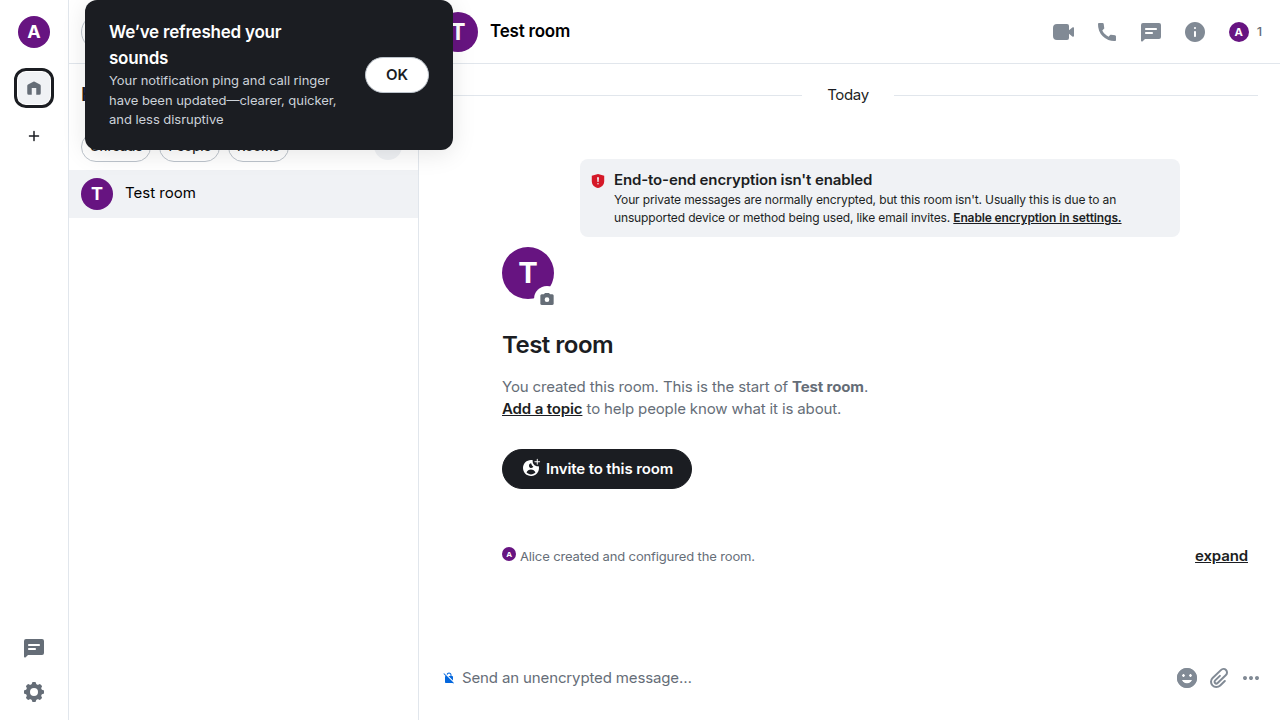 A
We've refreshed your
sounds
Your notification ping and call ringer
have been updated—clearer, quicker,
and less disruptive
OK
T
Test room
A 1
Today
T
Test room
End-to-end encryption isn't enabled
Your private messages are normally encrypted, but this room isn't. Usually this is due to an
unsupported device or method being used, like email invites. Enable encryption in settings.
T
Test room
You created this room. This is the start of Test room.
Add a topic to help people know what it is about.
Invite to this room
A Alice created and configured the room.
expand
Send an unencrypted message…